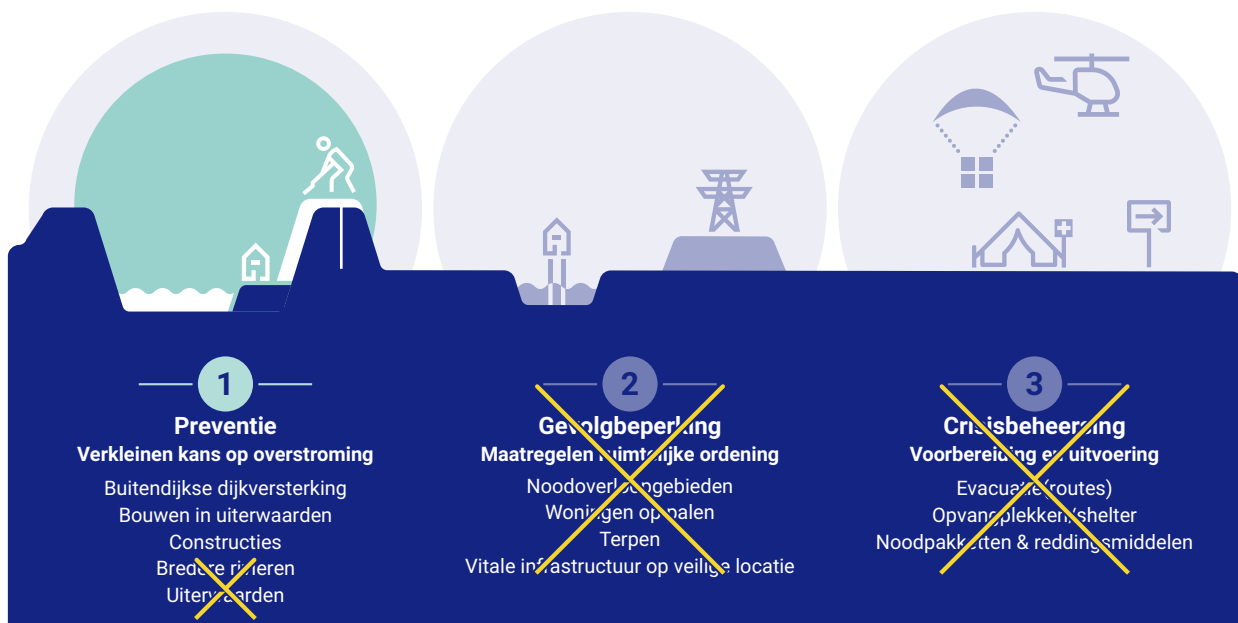 1
Preventie
Verkleinen kans op overstroming
Buitendijkse dijkversterking
Bouwen in uiterwaarden
Constructies
Bredere rivieren
Uiterwaarden
2
Gevolgbeperking
Maatregelen ruimtelijke ordening
Noodoverloopgebieden
Woningen op palen
Terpen
Vitale infrastructuur op veilige locatie
3
Crisisbeheersing
Voorbereiding en uitvoering
Evacuatie(routes)
Opvangplekken/shelter
Noodpakketten & reddingsmiddelen